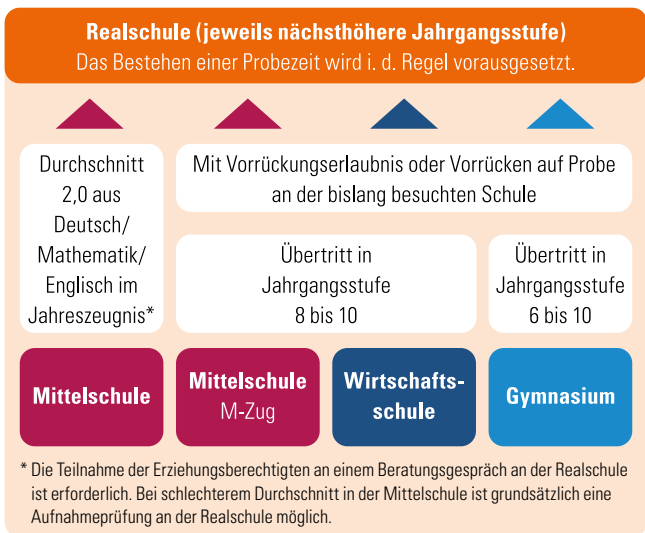 Realschule (jeweils nächsthöhere Jahrgangsstufe)
Das Bestehen einer Probezeit wird i. d. Regel vorausgesetzt.
Durchschnitt
2,0 aus
Deutsch/
Mathematik/
Englisch im
Jahreszeugnis*
Mit Vorrückungserlaubnis oder Vorrücken auf Probe
an der bislang besuchten Schule
Übertritt in
Jahrgangsstufe
8 bis 10
Übertritt in
Jahrgangsstufe
6 bis 10
Mittelschule
Mittelschule
M-Zug
Wirtschafts-
schule
Gymnasium
* Die Teilnahme der Erziehungsberechtigten an einem Beratungsgespräch an der Realschule
ist erforderlich. Bei schlechterem Durchschnitt in der Mittelschule ist grundsätzlich eine
Aufnahmeprüfung an der Realschule möglich.